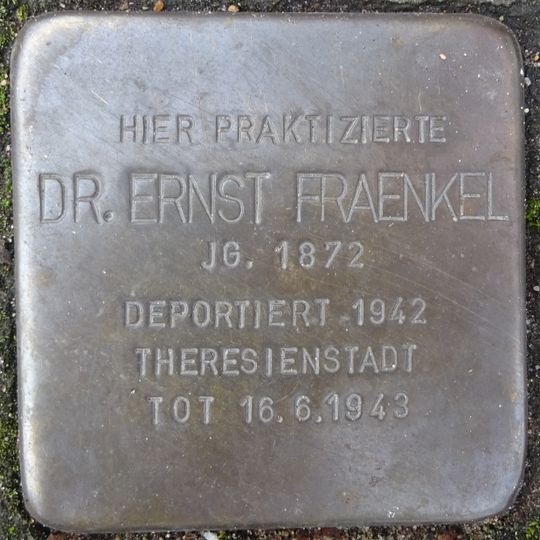 HIER PRAKTIZIERTE
DR. ERNST FRAENKEL
JG. 1872
DEPORTIERT 1942
THERESIENSTADT
TOT 16.6.1943